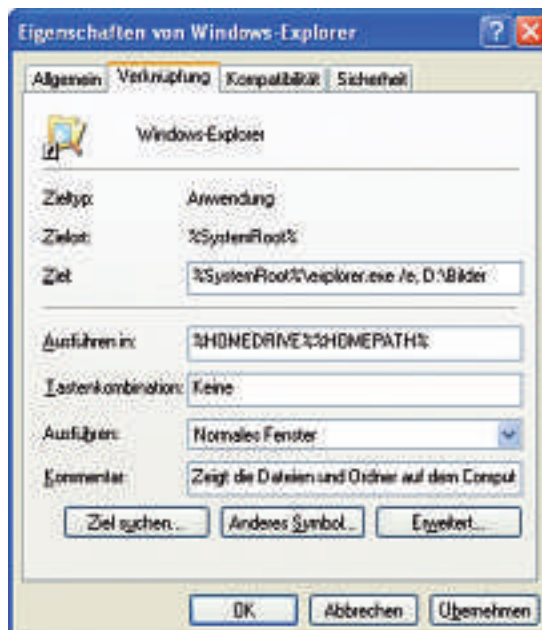 Eigenschaften von Windows-Explorer
Allgemein Verknüpfung Kompatibilität Sicherheit
Windows-Explorer
Zieltyp: Anwendung
Zielort: %SystemRoot%
Ziel: %SystemRoot%\explorer.exe /e, D:\Bilder
Ausführen in: %HOMEDRIVE%%HOMEPATH%
Tastenkombination: Keine
Ausführen: Normales Fenster
Kommentar: Zeigt die Dateien und Ordner auf dem Comput
Ziel suchen... Anderes Symbol... Erweitert...
OK Abbrechen Übernehmen